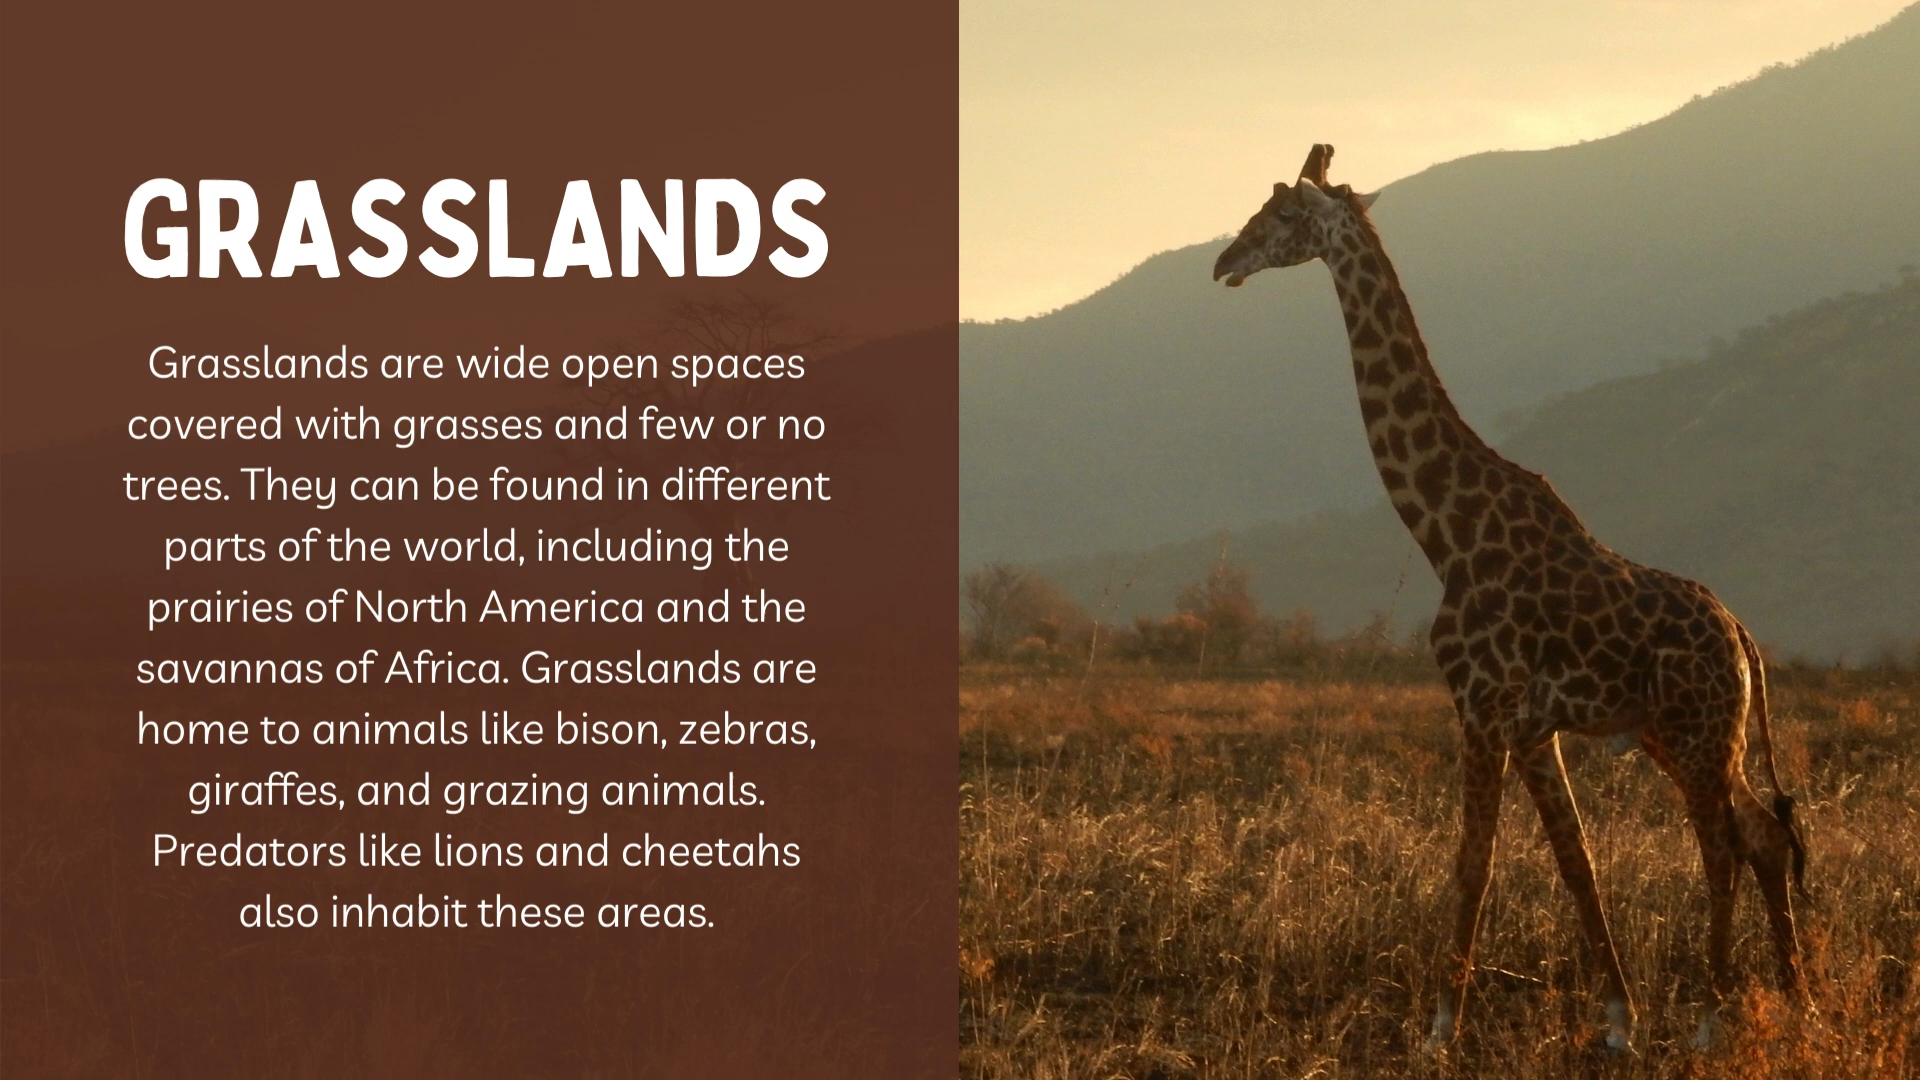 GRASSLANDS
Grasslands are wide open spaces
covered with grasses and few or no
trees. They can be found in different
parts of the world, including the
prairies of North America and the
savannas of Africa. Grasslands are
home to animals like bison, zebras,
giraffes, and grazing animals.
Predators like lions and cheetahs
also inhabit these areas.